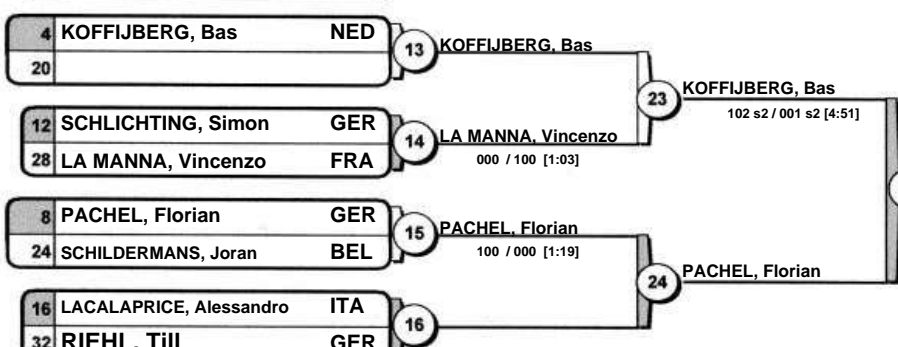 4 KOFFIJBERG, Bas NED
20
13 KOFFIJBERG, Bas
23 KOFFIJBERG, Bas
102 s2 / 001 s2 [4:51]
12 SCHLICHTING, Simon GER
28 LA MANNA, Vincenzo FRA
14 LA MANNA, Vincenzo
000 / 100 [1:03]
8 PACHEL, Florian GER
24 SCHILDERMANS, Joran BEL
15 PACHEL, Florian
100 / 000 [1:19]
24 PACHEL, Florian
16 LACALAPRICE, Alessandro ITA
32 RIEHL, Till GER
16